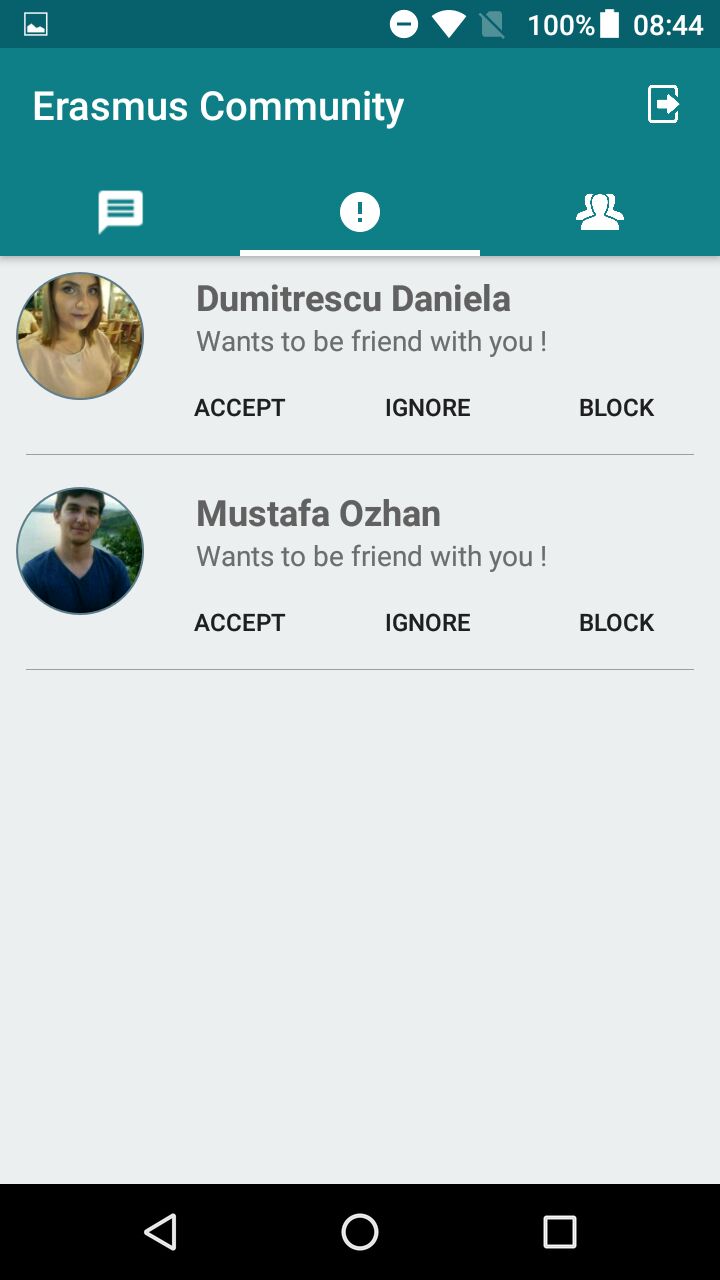 100% 08:44
Erasmus Community
Dumitrescu Daniela
Wants to be friend with you !
ACCEPT IGNORE BLOCK
Mustafa Ozhan
Wants to be friend with you !
ACCEPT IGNORE BLOCK